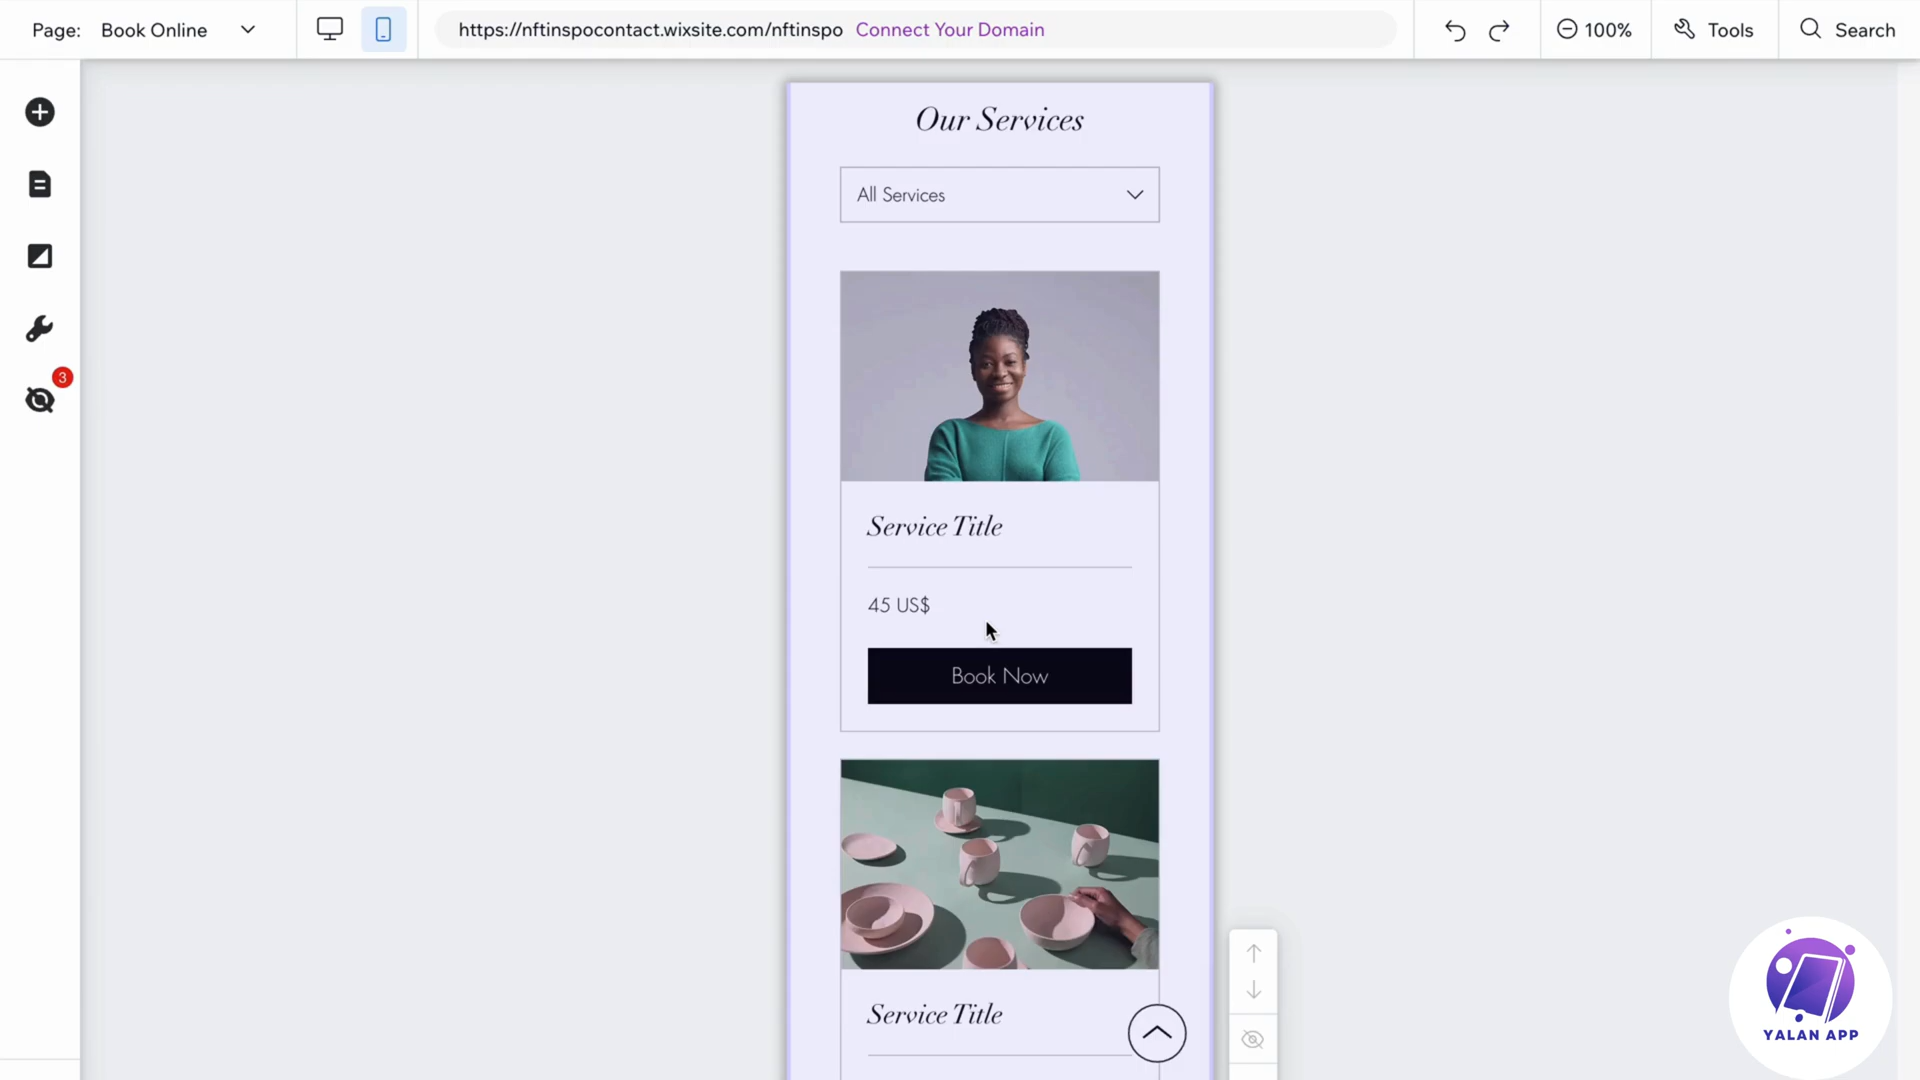 Page: Book Online
https://nftinspocontact.wixsite.com/nftinspo Connect Your Domain
100%
Tools
Search
3
Our Services
All Services
Service Title
45 US$
Book Now
Service Title
YALAN APP